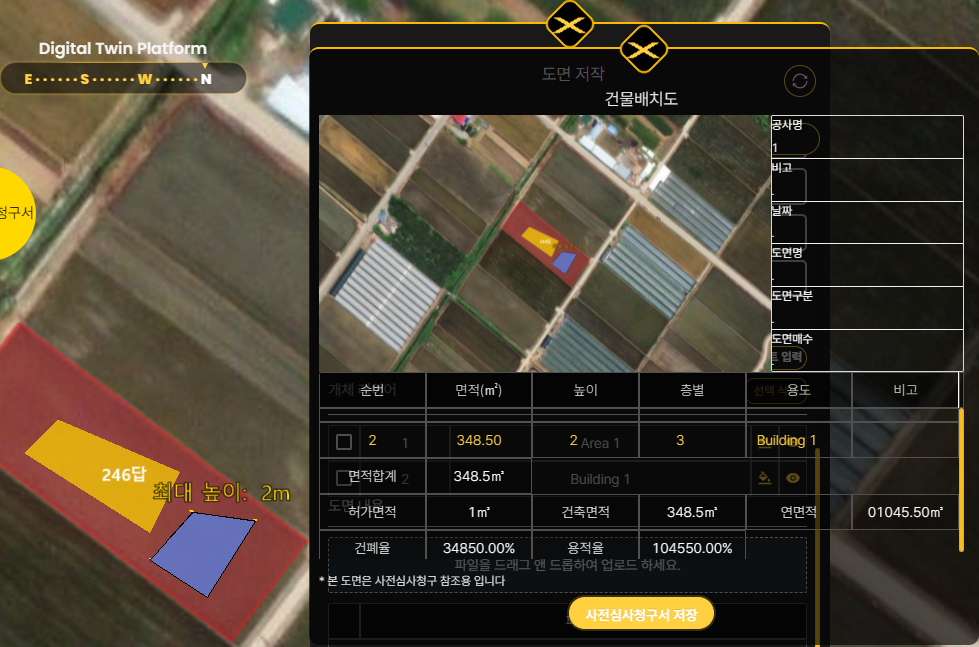 Digital Twin Platform
E S W N
청구서
246답
최대 높이: 2m
도면 저작
건물배치도
공사명
1
비고
-
날짜
-
도면명
-
도면구분
-
도면매수
트 입력
순번 면적(㎡) 높이 층별 용도 비고
개체
선택
2 348.50 2 3 Building 1
1 Area 1
면적합계 348.5㎡
2 Building 1
허가면적 1㎡ 건축면적 348.5㎡ 연면적 01045.50㎡
도면 내용
건폐율 34850.00% 용적률 104550.00%
파일을 드래그 앤 드롭하여 업로드 하세요.
* 본 도면은 사전심사청구 참조용 입니다
사전심사청구서 저장